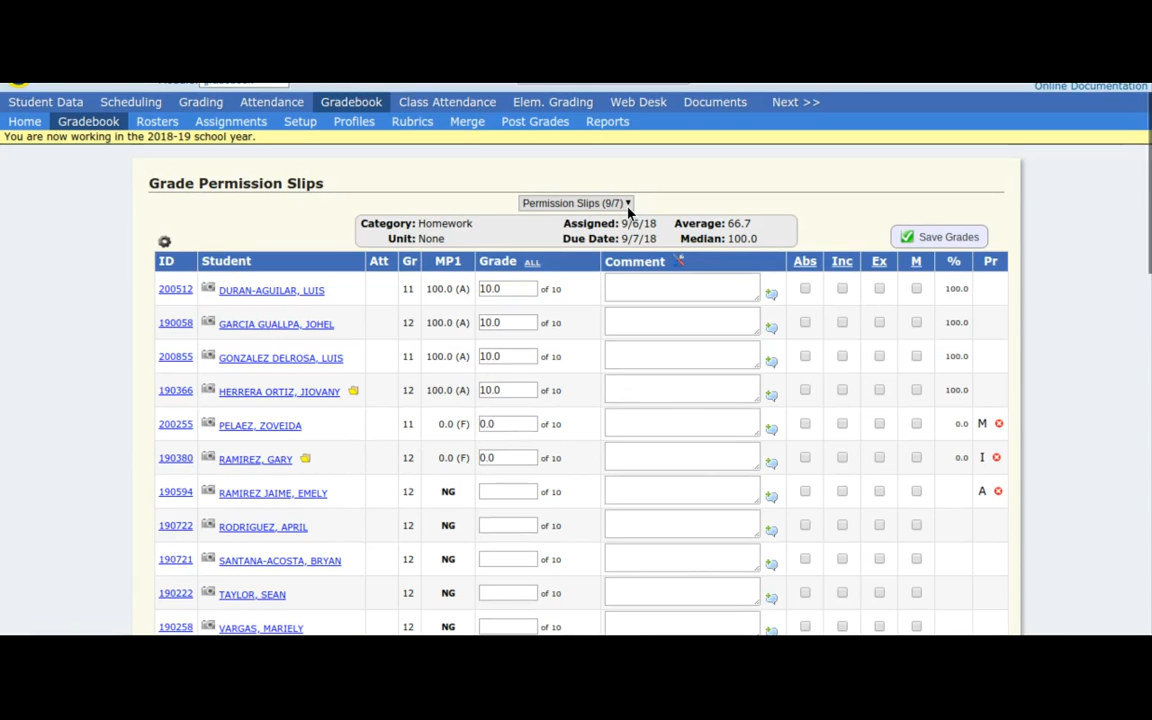 Online Documentation
Student Data Scheduling Grading Attendance Gradebook Class Attendance Elem. Grading Web Desk Documents Next >>
Home Gradebook Rosters Assignments Setup Profiles Rubrics Merge Post Grades Reports
You are now working in the 2018-19 school year.
Grade Permission Slips
Permission Slips (9/7)
Category: Homework Assigned: 9/6/18 Average: 66.7
Unit: None Due Date: 9/7/18 Median: 100.0
Save Grades
ID Student Att Gr MP1 Grade ALL Comment Abs Inc Ex M % Pr
200512 DURAN-AGUILAR, LUIS 11 100.0 (A) 10.0 of 10 100.0
190058 GARCIA GUALLPA, JOHEL 12 100.0 (A) 10.0 of 10 100.0
200855 GONZALEZ DELROSA, LUIS 11 100.0 (A) 10.0 of 10 100.0
190366 HERRERA ORTIZ, JIOVANY 12 100.0 (A) 10.0 of 10 100.0
200255 PELAEZ, ZOVEIDA 11 0.0 (F) 0.0 of 10 0.0 M
190380 RAMIREZ, GARY 12 0.0 (F) 0.0 of 10 0.0 I
190594 RAMIREZ JAIME, EMELY 12 NG of 10 A
190722 RODRIGUEZ, APRIL 12 NG of 10
190721 SANTANA-ACOSTA, BRYAN 12 NG of 10
190222 TAYLOR, SEAN 12 NG of 10
190258 VARGAS, MARIELY 12 NG of 10